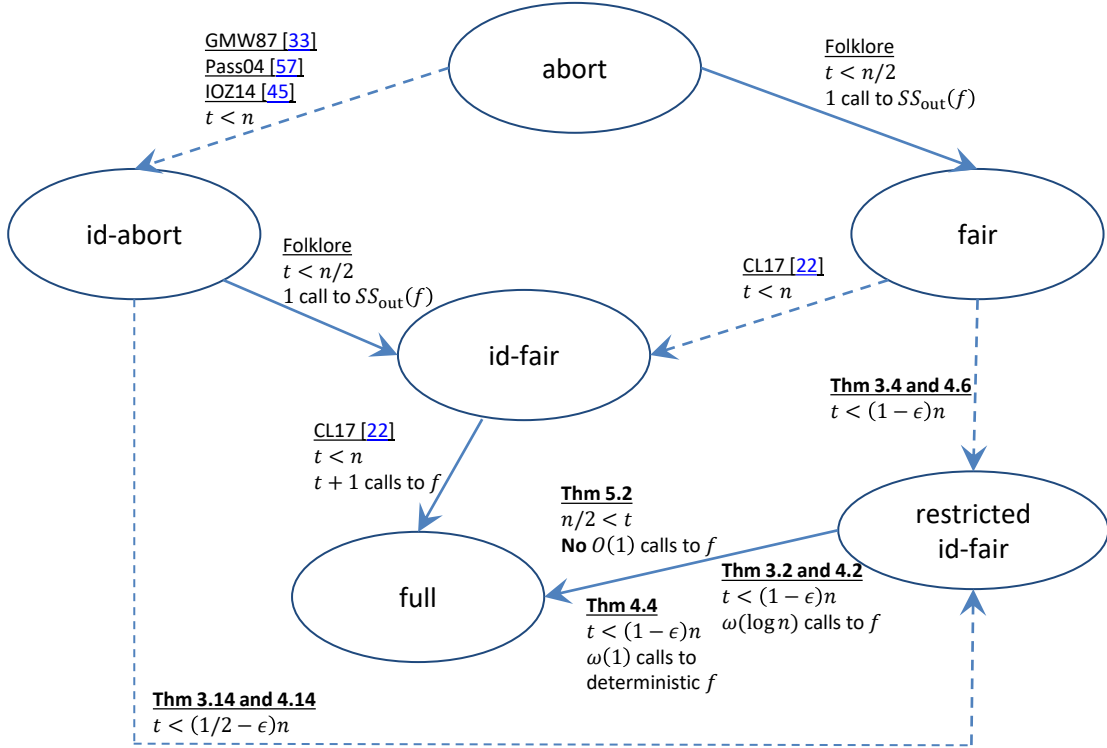 GMW87 [33]
Pass04 [57]
IOZ14 [45]
t < n
abort
Folklore
t < n/2
1 call to SS_out(f)
id-abort
fair
Folklore
t < n/2
1 call to SS_out(f)
CL17 [22]
t < n
id-fair
Thm 3.4 and 4.6
t < (1 − ϵ)n
CL17 [22]
t < n
t + 1 calls to f
Thm 5.2
n/2 < t
No O(1) calls to f
restricted
id-fair
full
Thm 3.2 and 4.2
t < (1 − ϵ)n
ω(log n) calls to f
Thm 4.4
t < (1 − ϵ)n
ω(1) calls to
deterministic f
Thm 3.14 and 4.14
t < (1/2 − ϵ)n